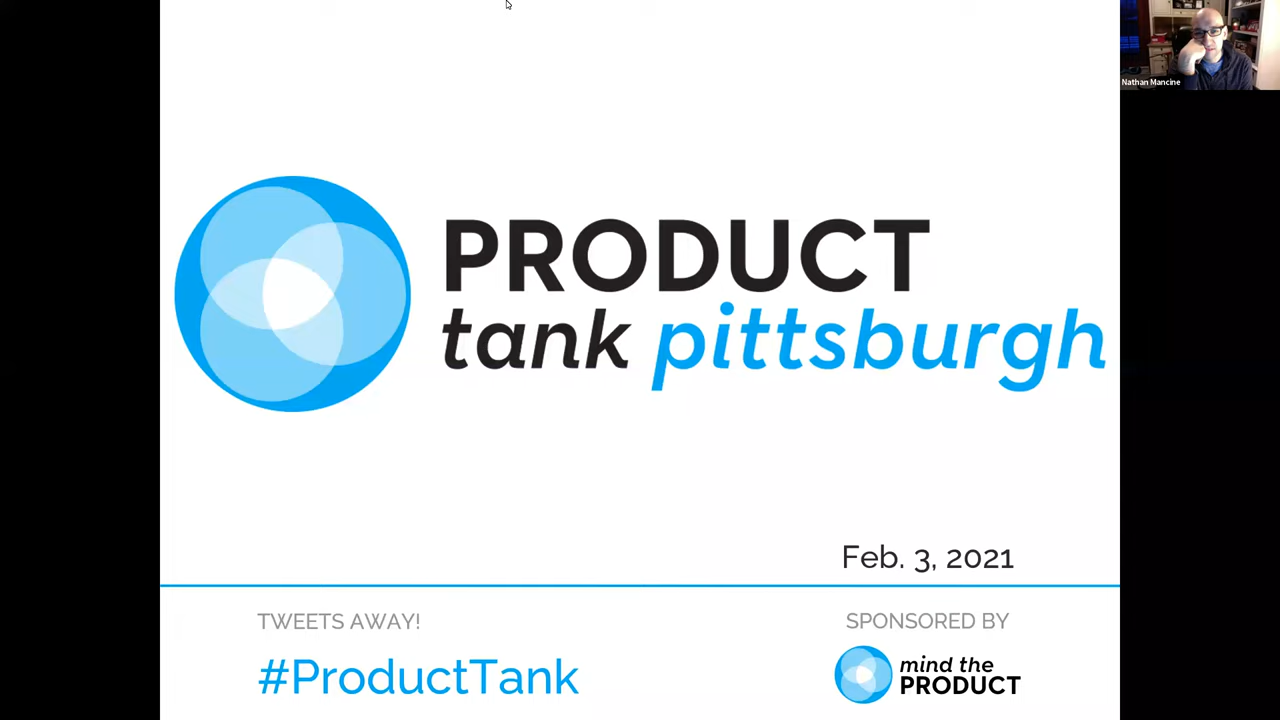 Nathan Mancine
PRODUCT
tank pittsburgh
Feb. 3, 2021
TWEETS AWAY!
#ProductTank
SPONSORED BY
mind the
PRODUCT